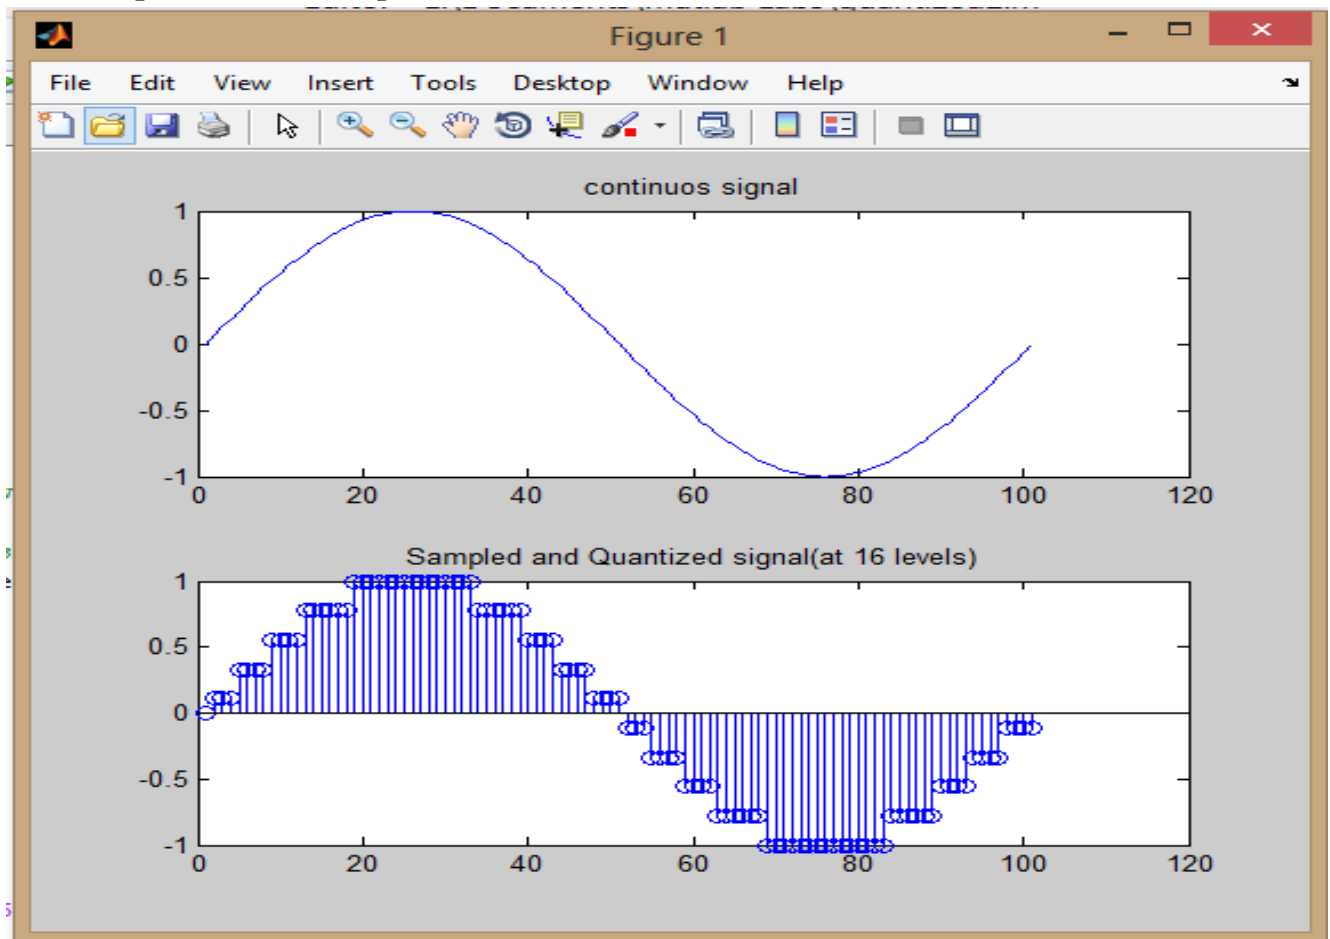 Figure 1
File Edit View Insert Tools Desktop Window Help
continuos signal
1
0.5
0
-0.5
-1
0 20 40 60 80 100 120
Sampled and Quantized signal(at 16 levels)
1
0.5
0
-0.5
-1
0 20 40 60 80 100 120